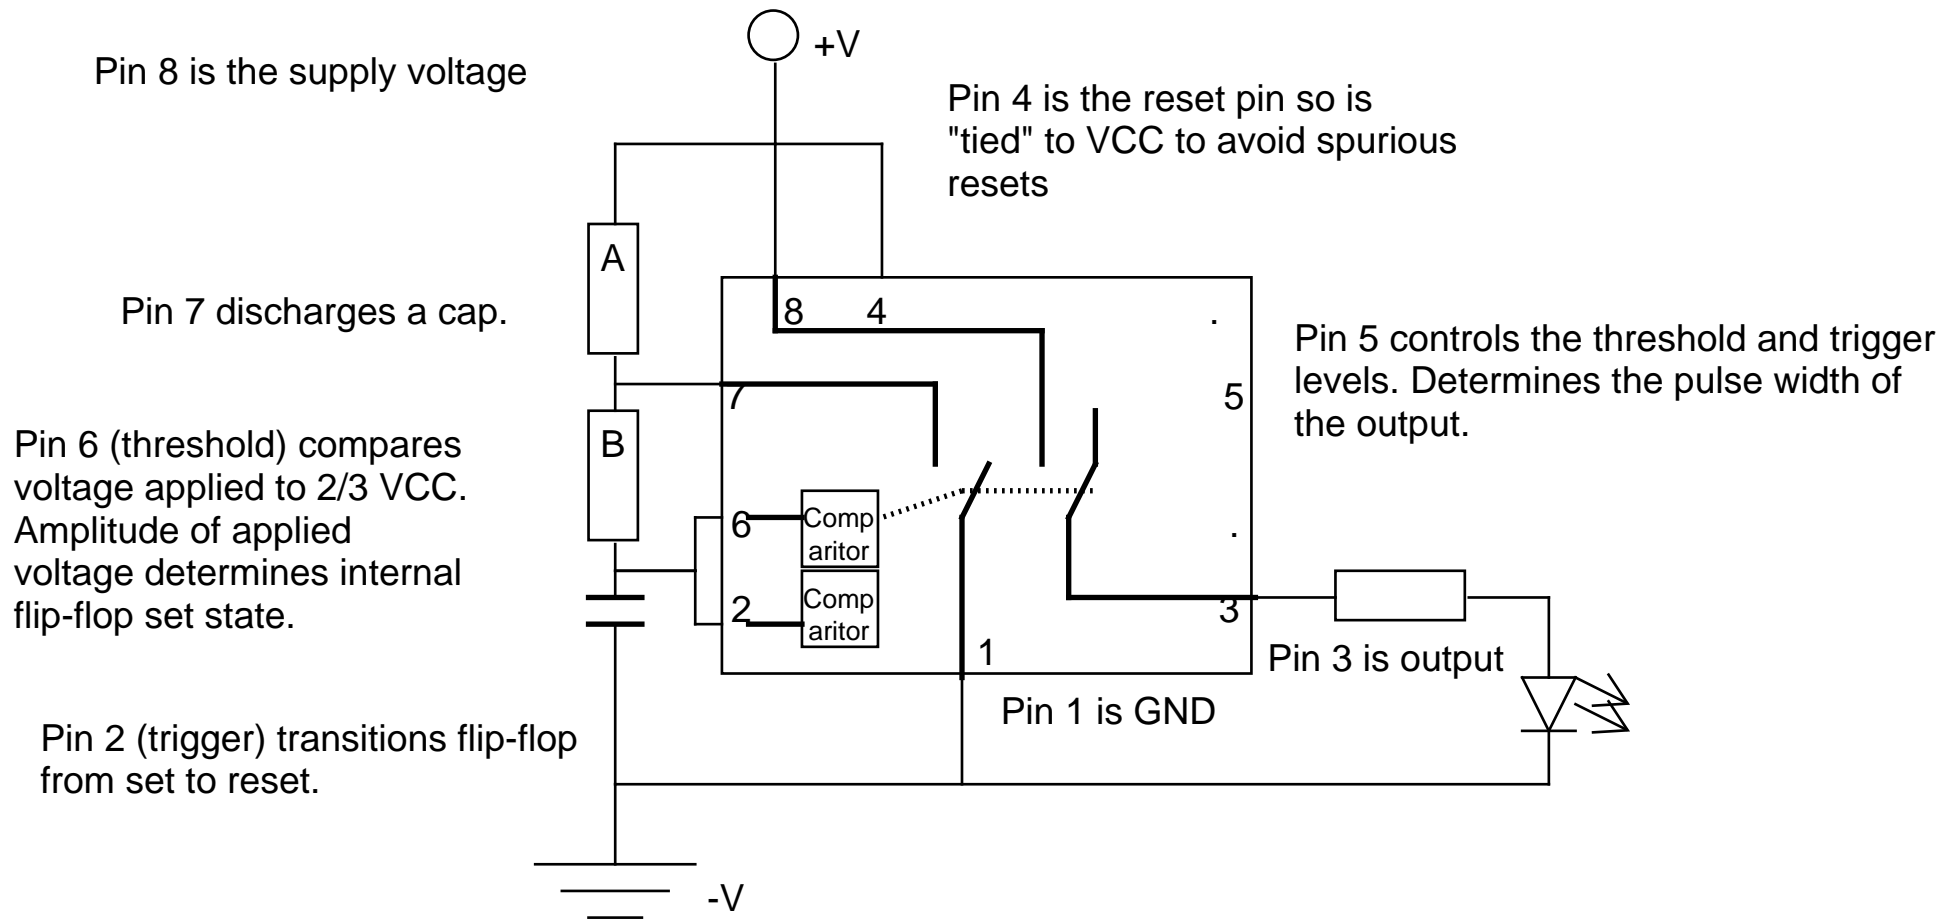 +V
Pin 8 is the supply voltage
Pin 4 is the reset pin so is
"tied" to VCC to avoid spurious
resets
A
Pin 7 discharges a cap.
8 4
.
7
5
Pin 5 controls the threshold and trigger
levels. Determines the pulse width of
the output.
Pin 6 (threshold) compares
voltage applied to 2/3 VCC.
Amplitude of applied
voltage determines internal
flip-flop set state.
B
6
Comp
aritor
.
2
Comp
aritor
3
1
Pin 3 is output
Pin 1 is GND
Pin 2 (trigger) transitions flip-flop
from set to reset.
-V